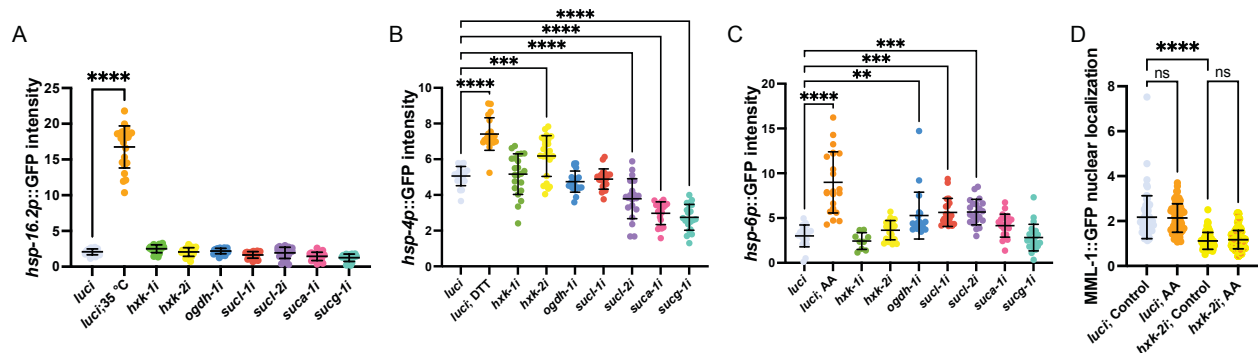 A
hsp-16.2p::GFP intensity
25
20
15
10
5
0
****
luci
luci;35 °C
hxk-1i
hxk-2i
ogdh-1i
sucl-1i
sucl-2i
suca-1i
sucg-1i
B
hsp-4p::GFP intensity
10
8
6
4
2
0
****
****
****
***
****
luci
luci; DTT
hxk-1i
hxk-2i
ogdh-1i
sucl-1i
sucl-2i
suca-1i
sucg-1i
C
hsp-6p::GFP intensity
20
15
10
5
0
***
***
**
****
luci
luci; AA
hxk-1i
hxk-2i
ogdh-1i
sucl-1i
sucl-2i
suca-1i
sucg-1i
D
MML-1::GFP nuclear localization
10
8
6
4
2
0
****
ns
ns
luci; Control
luci; AA
hxk-2i; Control
hxk-2i; AA